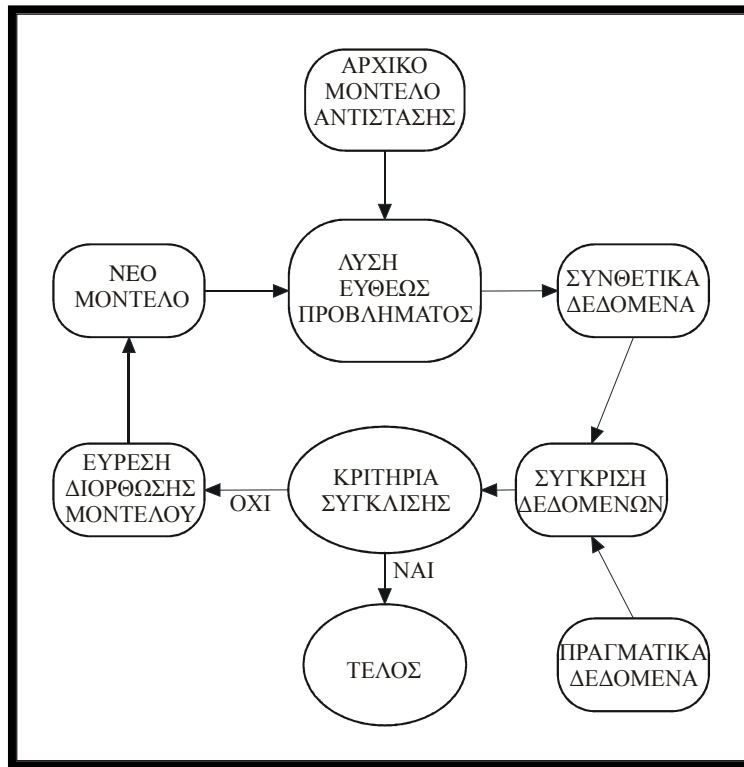 ΑΡΧΙΚΟ
ΜΟΝΤΕΛΟ
ΑΝΤΙΣΤΑΣΗΣ
ΝΕΟ
ΜΟΝΤΕΛΟ
ΛΥΣΗ
ΕΥΘΕΩΣ
ΠΡΟΒΛΗΜΑΤΟΣ
ΣΥΝΘΕΤΙΚΑ
ΔΕΔΟΜΕΝΑ
ΕΥΡΕΣΗ
ΔΙΟΡΘΩΣΗΣ
ΜΟΝΤΕΛΟΥ
ΟΧΙ
ΚΡΙΤΗΡΙΑ
ΣΥΓΚΛΙΣΗΣ
ΣΥΓΚΡΙΣΗ
ΔΕΔΟΜΕΝΩΝ
ΝΑΙ
ΤΕΛΟΣ
ΠΡΑΓΜΑΤΙΚΑ
ΔΕΔΟΜΕΝΑ